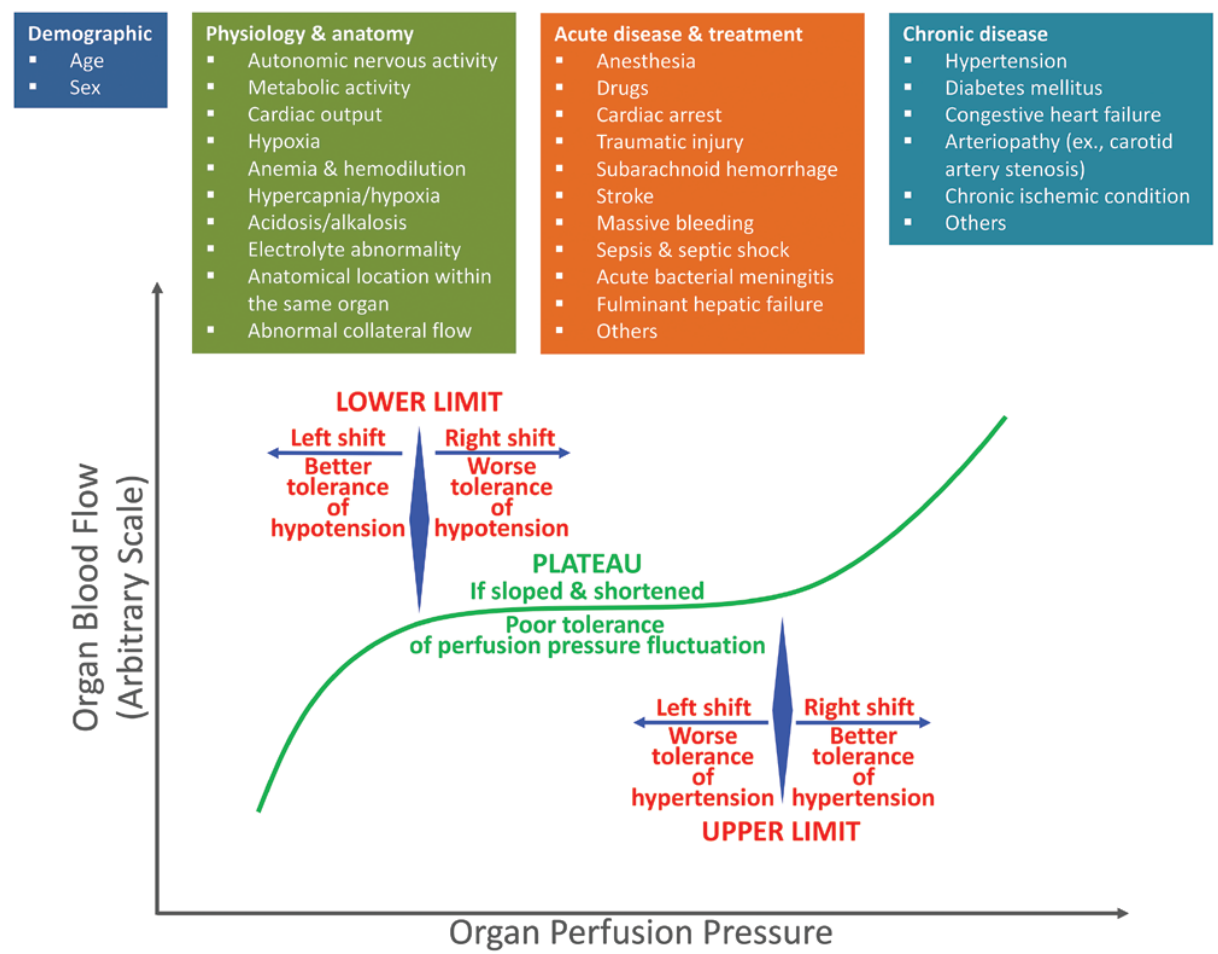 Demographic
▪ Age
▪ Sex
Physiology & anatomy
▪ Autonomic nervous activity
▪ Metabolic activity
▪ Cardiac output
▪ Hypoxia
▪ Anemia & hemodilution
▪ Hypercapnia/hypoxia
▪ Acidosis/alkalosis
▪ Electrolyte abnormality
▪ Anatomical location within
the same organ
▪ Abnormal collateral flow
Acute disease & treatment
▪ Anesthesia
▪ Drugs
▪ Cardiac arrest
▪ Traumatic injury
▪ Subarachnoid hemorrhage
▪ Stroke
▪ Massive bleeding
▪ Sepsis & septic shock
▪ Acute bacterial meningitis
▪ Fulminant hepatic failure
▪ Others
Chronic disease
▪ Hypertension
▪ Diabetes mellitus
▪ Congestive heart failure
▪ Arteriopathy (ex., carotid
artery stenosis)
▪ Chronic ischemic condition
▪ Others
LOWER LIMIT
Left shift
Better
tolerance
of
hypotension
Right shift
Worse
tolerance
of
hypotension
PLATEAU
If sloped & shortened
Poor tolerance
of perfusion pressure fluctuation
Left shift
Worse
tolerance
of
hypertension
Right shift
Better
tolerance
of
hypertension
UPPER LIMIT
Organ Blood Flow
(Arbitrary Scale)
Organ Perfusion Pressure